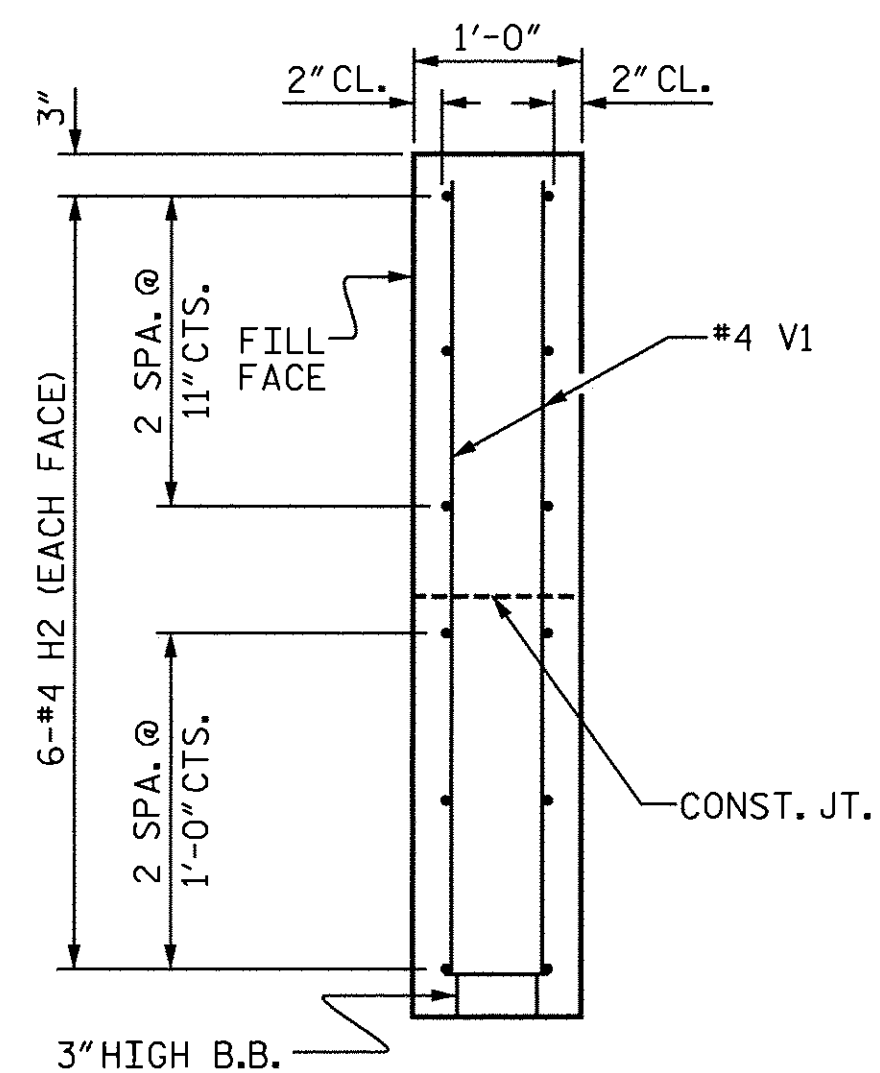 1'-0"
2" CL.
2" CL.
3"
2 SPA. @
11" CTS.
FILL
FACE
#4 V1
6-#4 H2 (EACH FACE)
2 SPA. @
1'-0" CTS.
CONST. JT.
3" HIGH B.B.